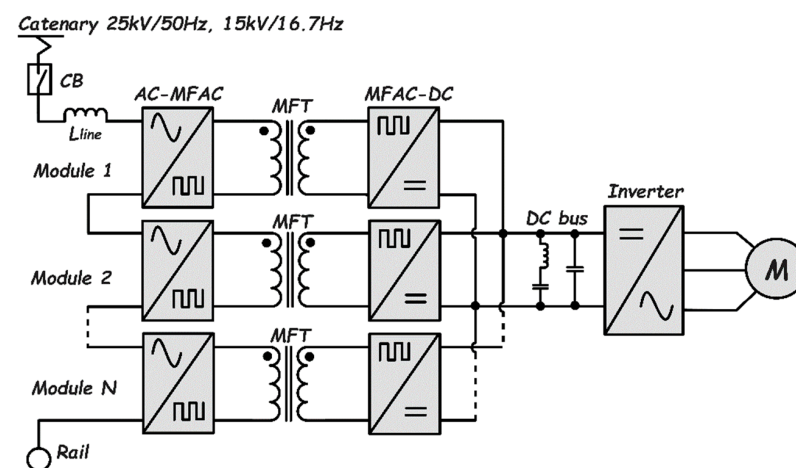 Catenary 25kV/50Hz, 15kV/16.7Hz
CB
Lline
AC-MFAC
MFT
MFAC-DC
Module 1
MFT
Module 2
MFT
Module N
Rail
DC bus
Inverter
M